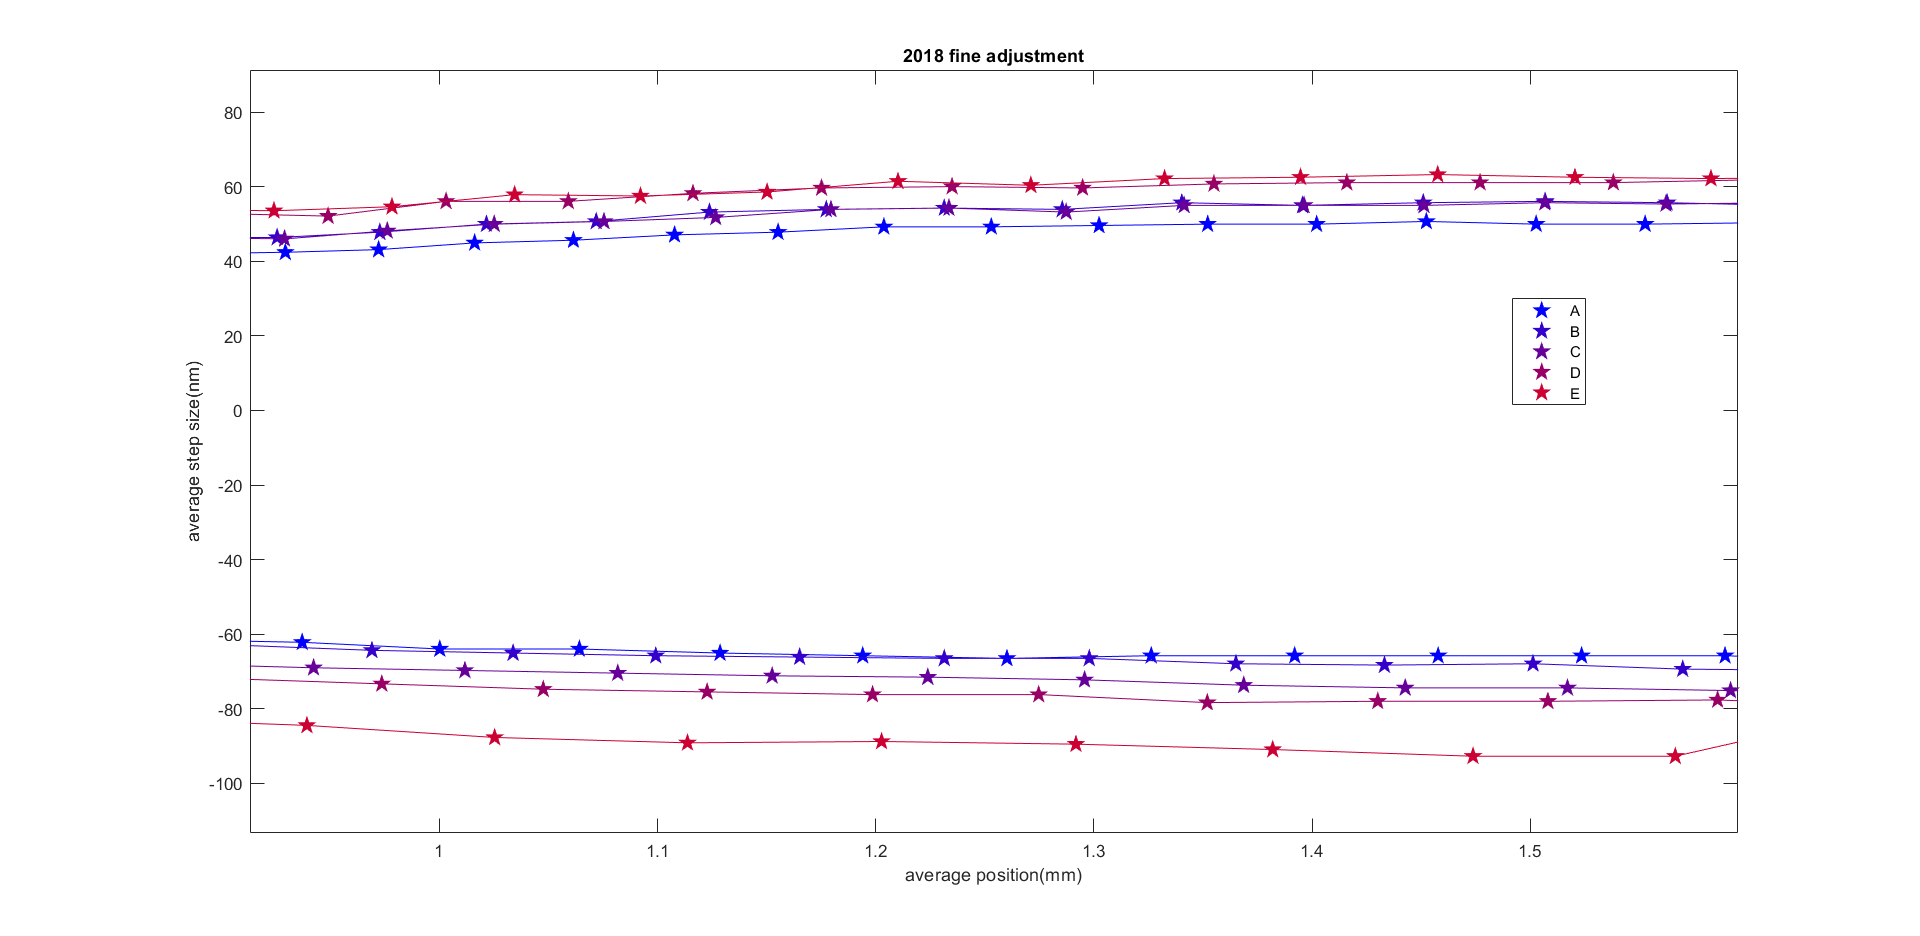 2018 fine adjustment
80
60
40
20
0
-20
-40
-60
-80
-100
average step size(nm)
A
B
C
D
E
1 1.1 1.2 1.3 1.4 1.5
average position(mm)